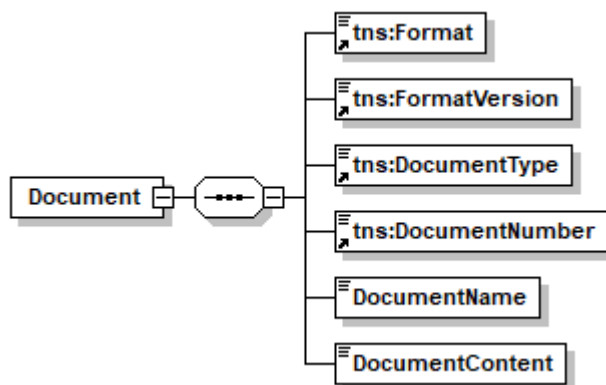 tns:Format
tns:FormatVersion
tns:DocumentType
Document
tns:DocumentNumber
DocumentName
DocumentContent